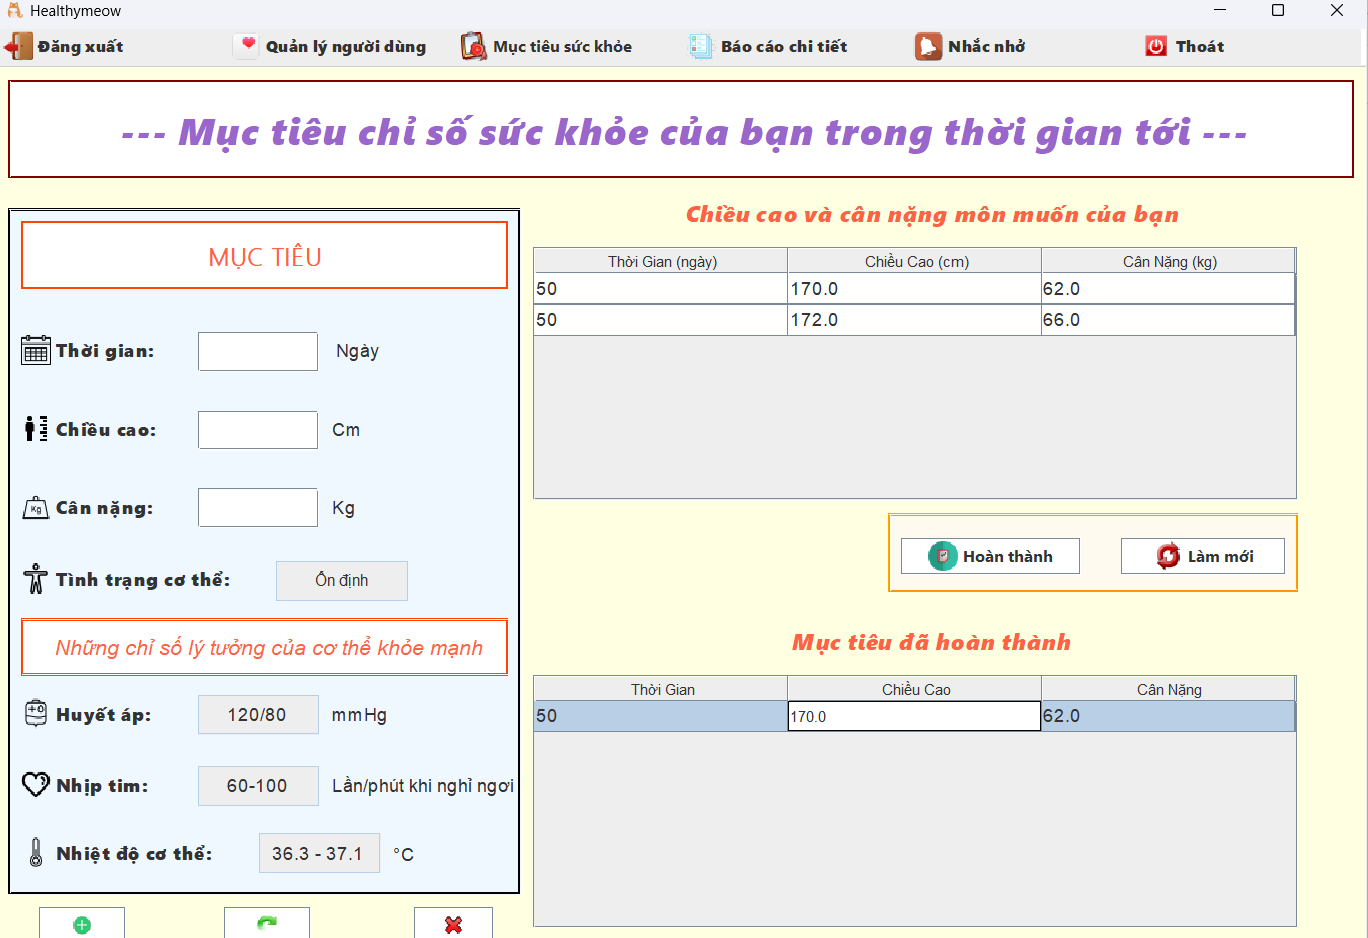 Healthymeow
Đăng xuất
Quản lý người dùng
Mục tiêu sức khỏe
Báo cáo chi tiết
Nhắc nhở
Thoát
--- Mục tiêu chỉ số sức khỏe của bạn trong thời gian tới ---
MỤC TIÊU
Thời gian: Ngày
Chiều cao: Cm
Kg Cân nặng: Kg
Tình trạng cơ thể: Ổn định
Những chỉ số lý tưởng của cơ thể khỏe mạnh
Huyết áp: 120/80 mmHg
Nhịp tim: 60-100 Lần/phút khi nghỉ ngơi
Nhiệt độ cơ thể: 36.3 - 37.1 °C
Chiều cao và cân nặng môn muốn của bạn
Thời Gian (ngày) Chiều Cao (cm) Cân Nặng (kg)
50 170.0 62.0
50 172.0 66.0
Hoàn thành
Làm mới
Mục tiêu đã hoàn thành
Thời Gian Chiều Cao Cân Nặng
50 170.0 62.0